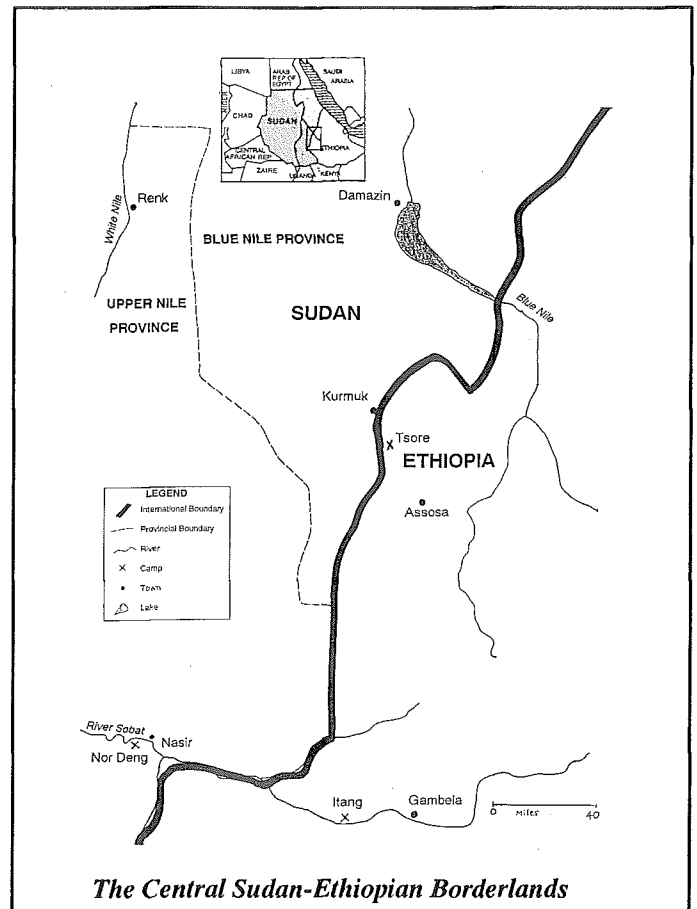 LIBYA
ARAB
REP OF
EGYPT
SAUDI
ARABIA
NIGER
CHAD
SUDAN
ETHIOPIA
CENTRAL
AFRICAN REP
ZAIRE
UGANDA
KENYA
White Nile
Renk
Damazin
BLUE NILE PROVINCE
UPPER NILE
PROVINCE
SUDAN
Blue Nile
Kurmuk
Tsore
ETHIOPIA
Assosa
LEGEND
International Boundary
Provincial Boundary
River
Camp
Town
Lake
River Sobat
Nasir
Nor Deng
Itang
Gambela
0 MILES 40
The Central Sudan-Ethiopian Borderlands